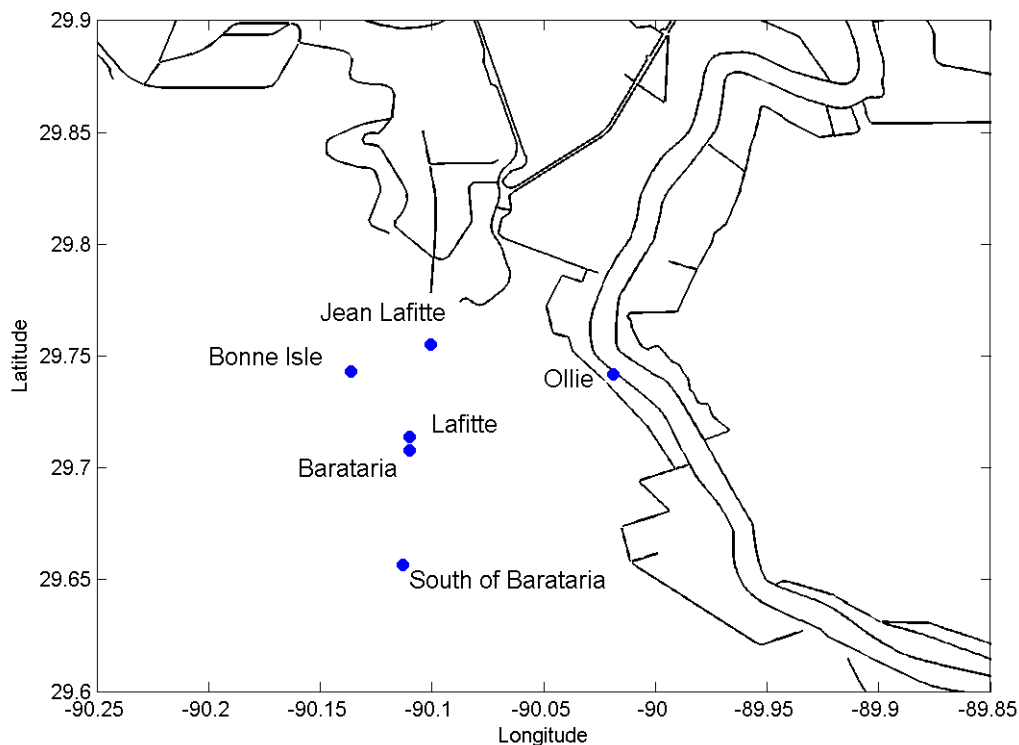 29.9
29.85
29.8
Jean Lafitte
29.75
Bonne Isle
Ollie
Latitude
Lafitte
29.7
Barataria
29.65
South of Barataria
29.6
-90.25
-90.2
-90.15
-90.1
-90.05
-90
-89.95
-89.9
-89.85
Longitude